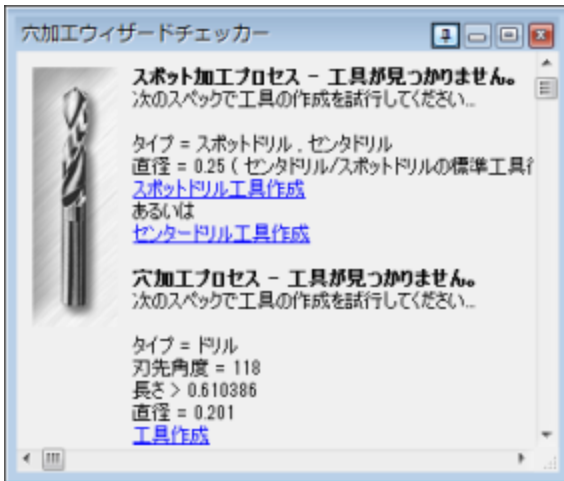 穴加工ウィザードチェッカー
スポット加工プロセス - 工具が見つかりません。
次のスペックで工具の作成を試行してください...
タイプ = スポットドリル , センタドリル
直径 = 0.25 ( センタドリル/スポットドリルの標準工具
スポットドリル工具作成
あるいは
センタードリル工具作成
穴加工プロセス - 工具が見つかりません。
次のスペックで工具の作成を試行してください...
タイプ = ドリル
刃先角度 = 118
長さ > 0.610386
直径 = 0.201
工具作成